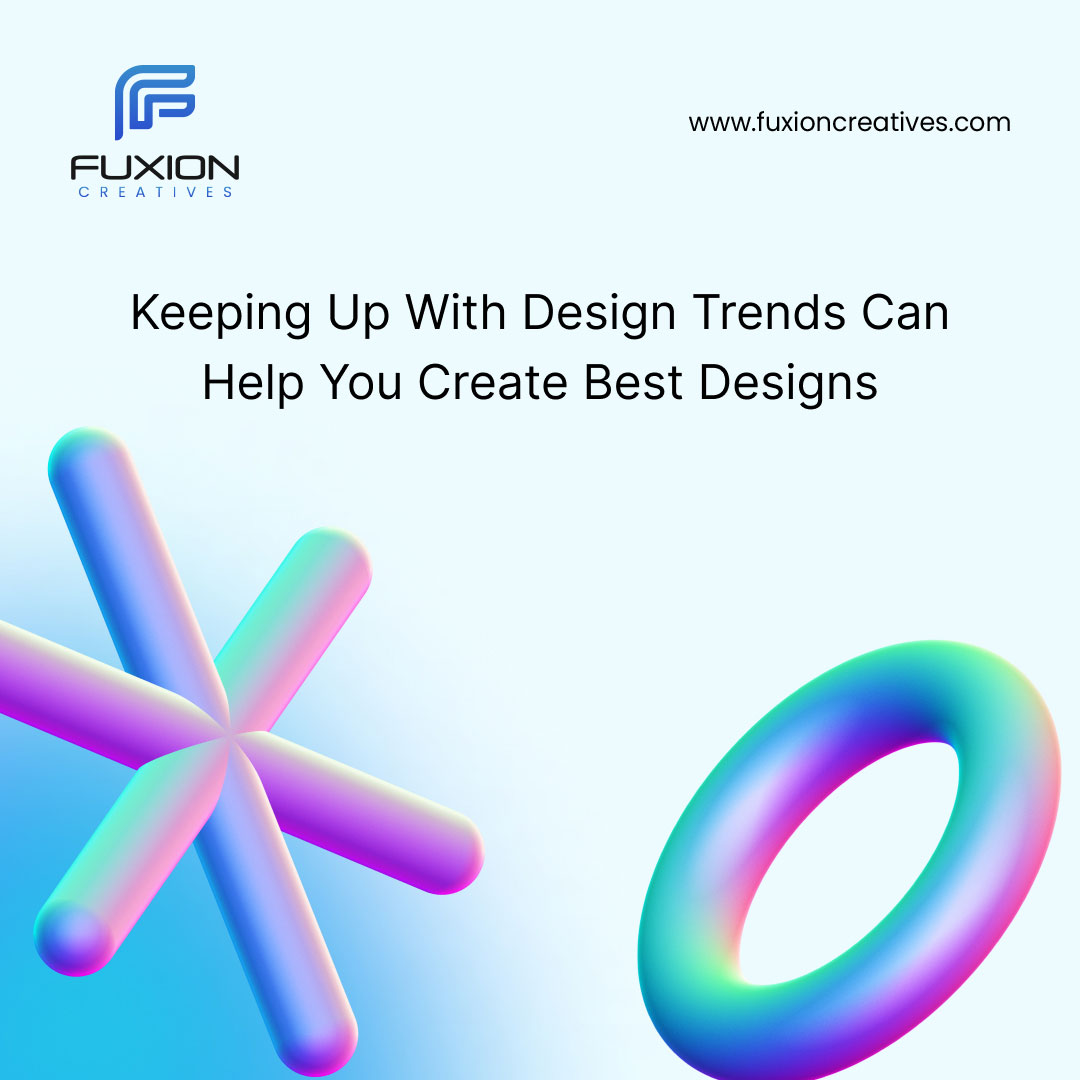 FUXION
CREATIVES
www.fuxioncreatives.com
Keeping Up With Design Trends Can
Help You Create Best Designs